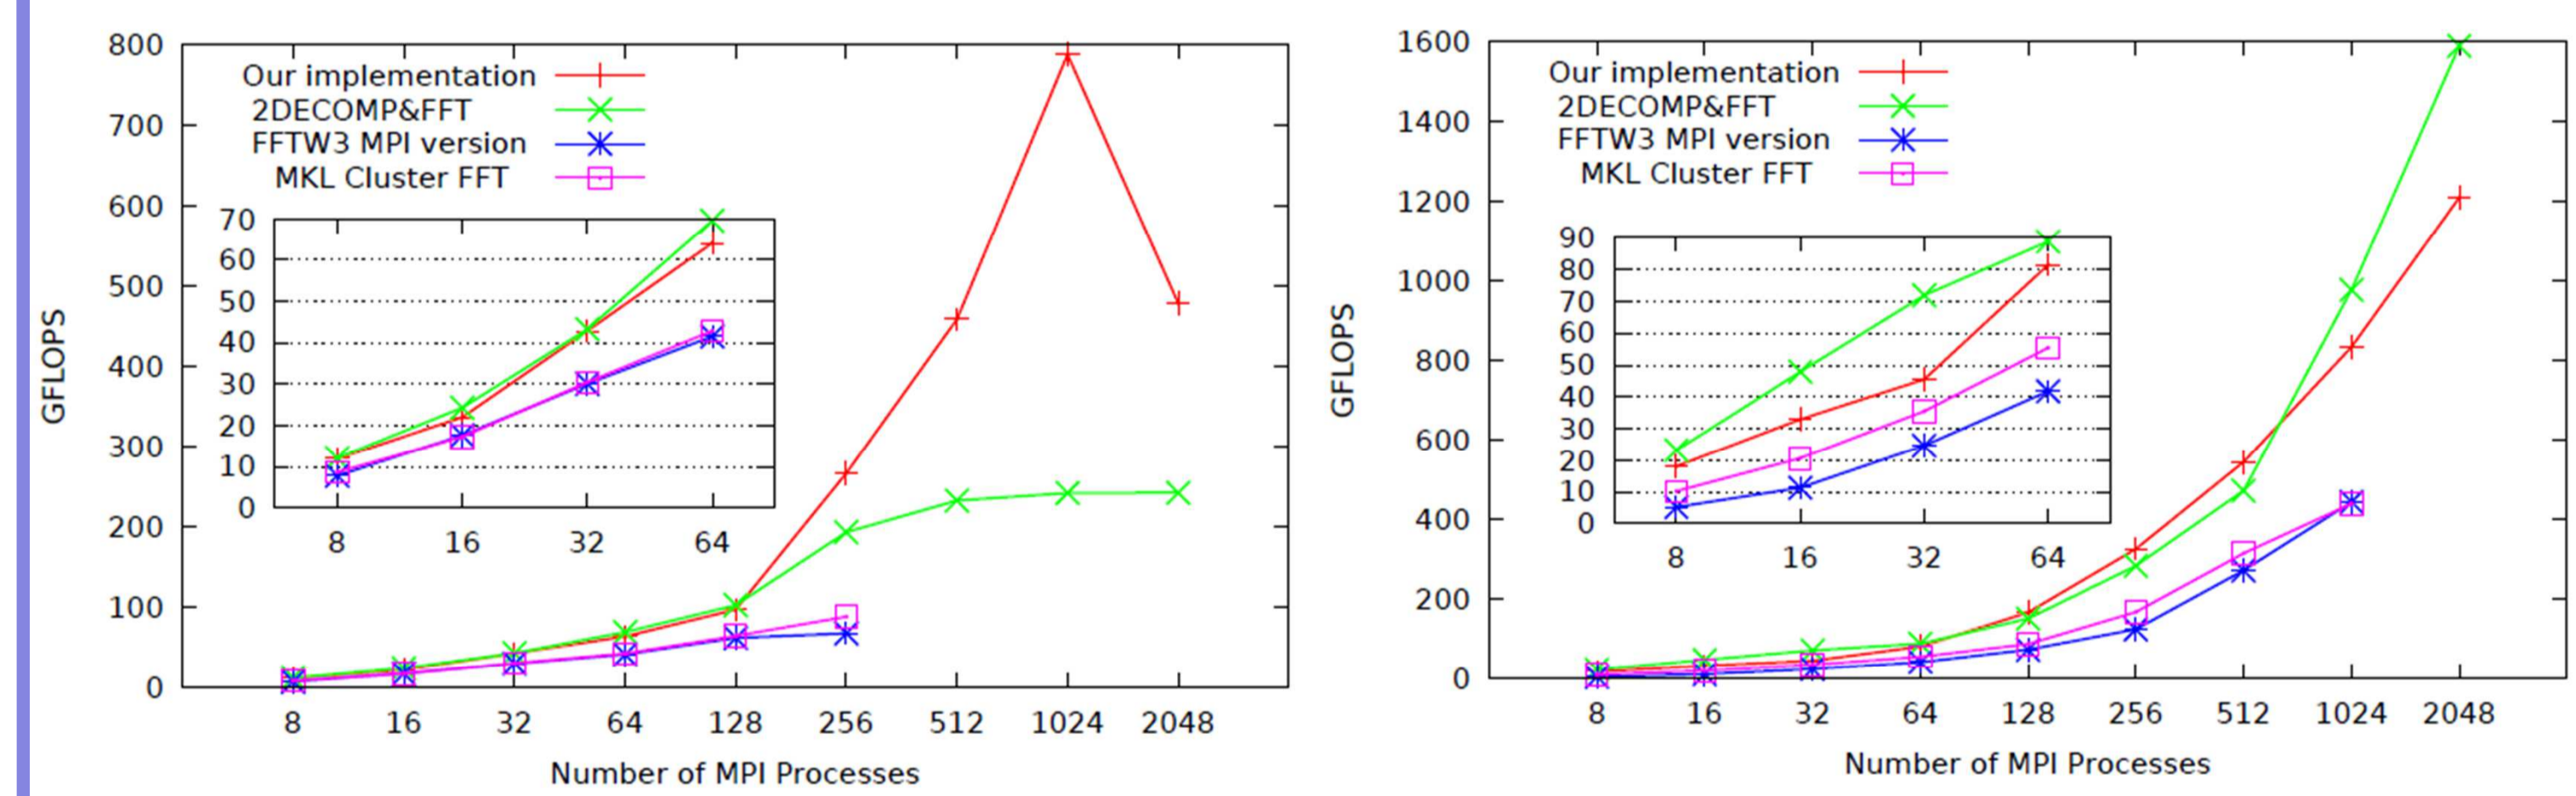 800
700
600
500
400
300
200
100
0
GFLOPS
Our implementation
2DECOMP&FFT
FFTW3 MPI version
MKL Cluster FFT
70
60
50
40
30
20
10
0
8 16 32 64
8 16 32 64 128 256 512 1024 2048
Number of MPI Processes
1600
1400
1200
1000
800
600
400
200
0
GFLOPS
Our implementation
2DECOMP&FFT
FFTW3 MPI version
MKL Cluster FFT
90
80
70
60
50
40
30
20
10
0
8 16 32 64
8 16 32 64 128 256 512 1024 2048
Number of MPI Processes